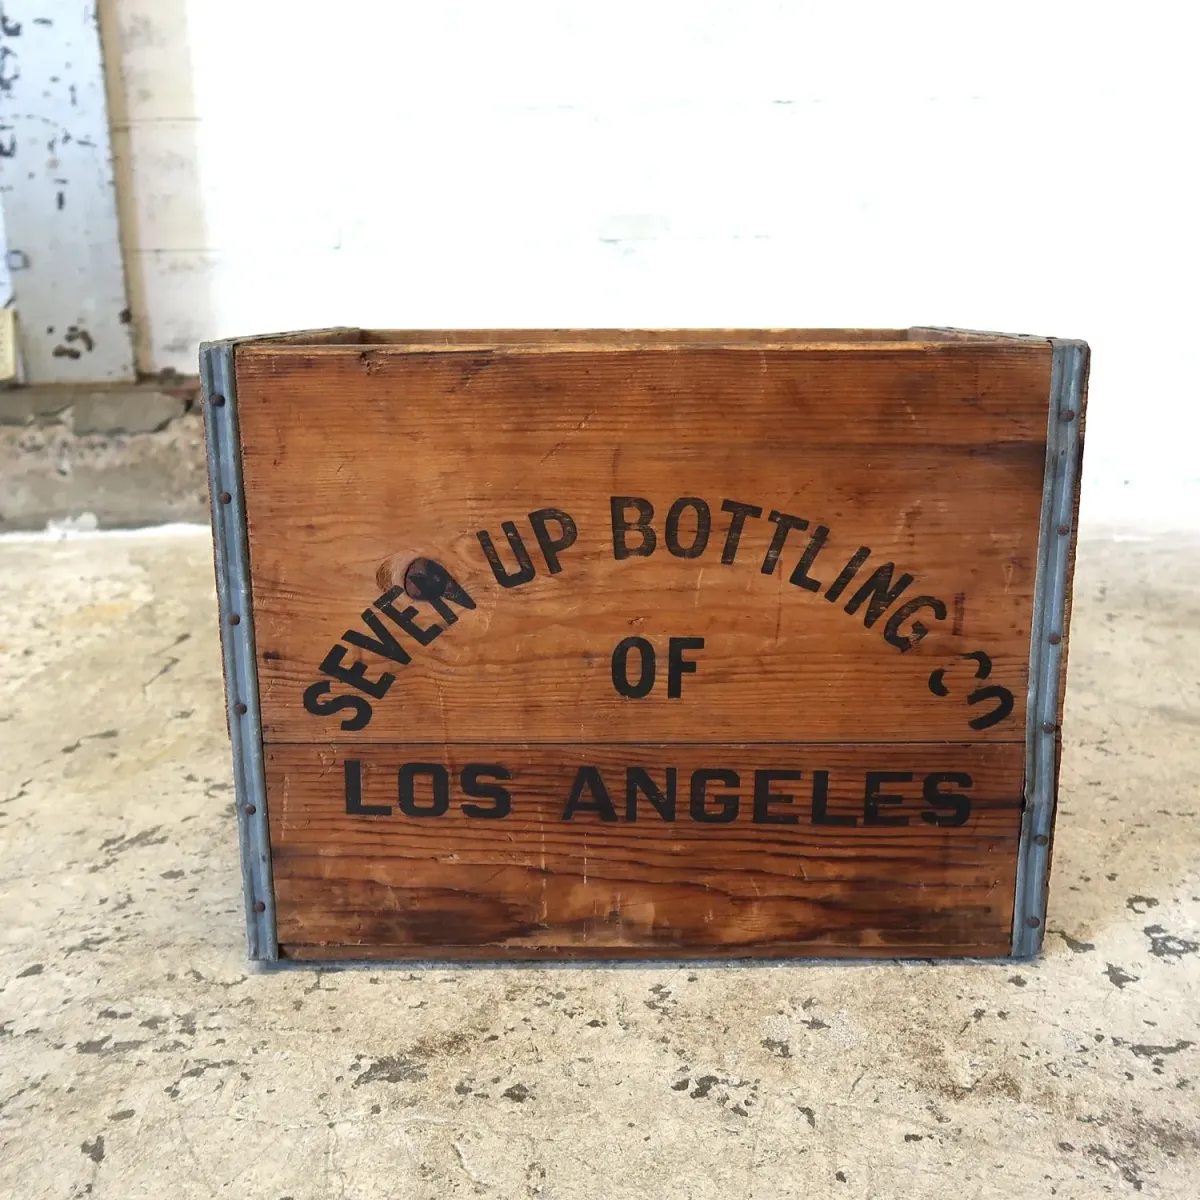 SEVEN UP BOTTLING CO
OF
LOS ANGELES